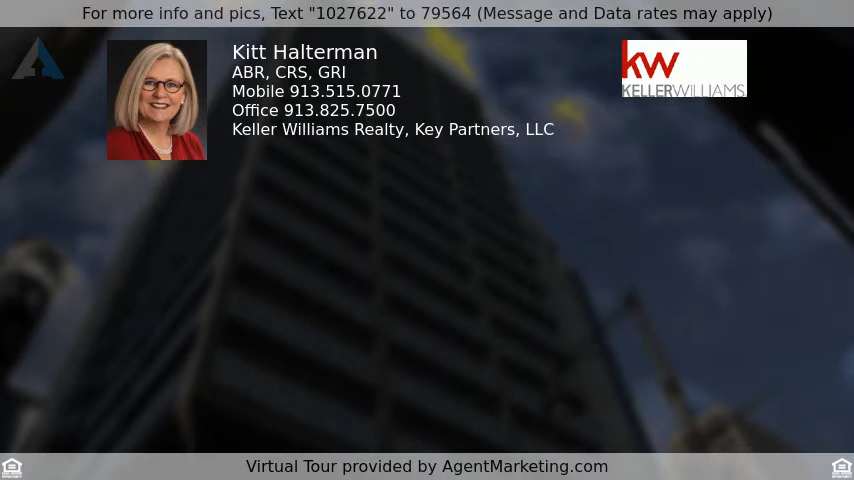 For more info and pics, Text "1027622" to 79564 (Message and Data rates may apply)
Kitt Halterman
ABR, CRS, GRI
Mobile 913.515.0771
Office 913.825.7500
Keller Williams Realty, Key Partners, LLC
kw
KELLERWILLIAMS.
Virtual Tour provided by AgentMarketing.com